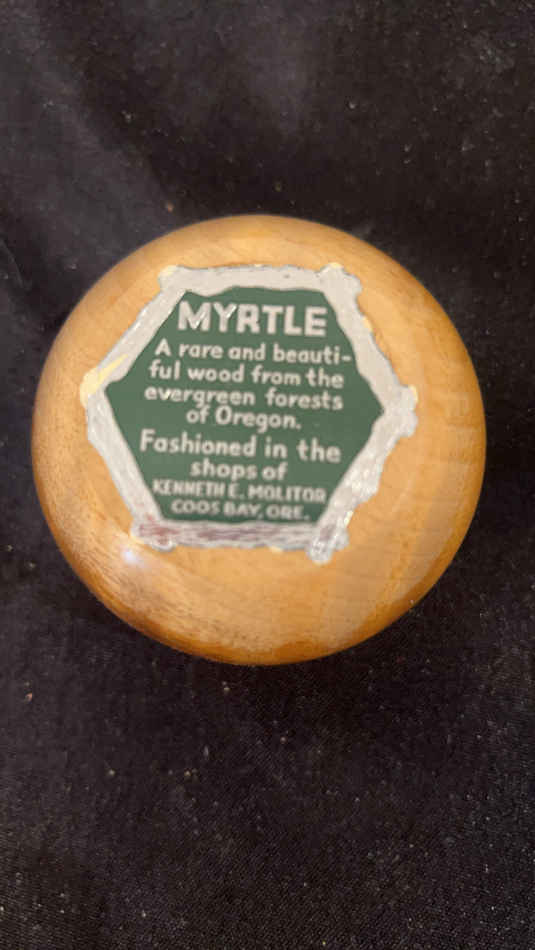 MYRTLE
A rare and beauti-
ful wood from the
evergreen forests
of Oregon.
Fashioned in the
shops of
KENNETH E. MOLITOR
COOS BAY, ORE.